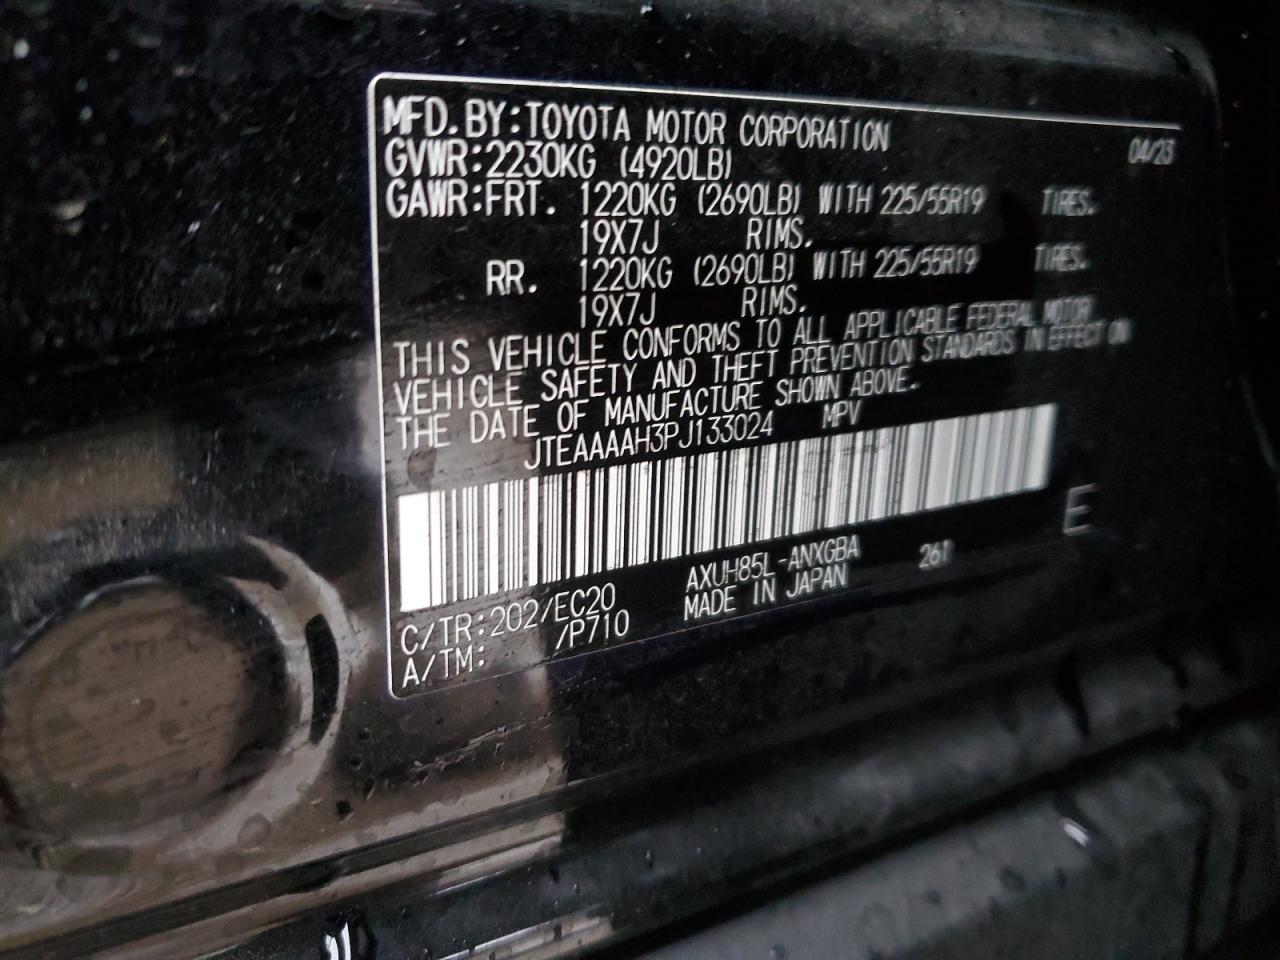 MFD.BY:TOYOTA MOTOR CORPORATION 04/23
GVWR:2230KG (4920LB)
GAWR:FRT. 1220KG (2690LB) WITH 225/55R19 TIRES.
19X7J RIMS.
RR. 1220KG (2690LB) WITH 225/55R19 TIRES.
19X7J RIMS.
THIS VEHICLE CONFORMS TO ALL APPLICABLE FEDERAL MOTOR
VEHICLE SAFETY AND THEFT PREVENTION STANDARDS IN EFFECT ON
THE DATE OF MANUFACTURE SHOWN ABOVE.
JTEAAAAH3PJ133024 MPV
E
C/TR:202/EC20 AXUH85L-ANXGBA 261
A/TM: /P710 MADE IN JAPAN